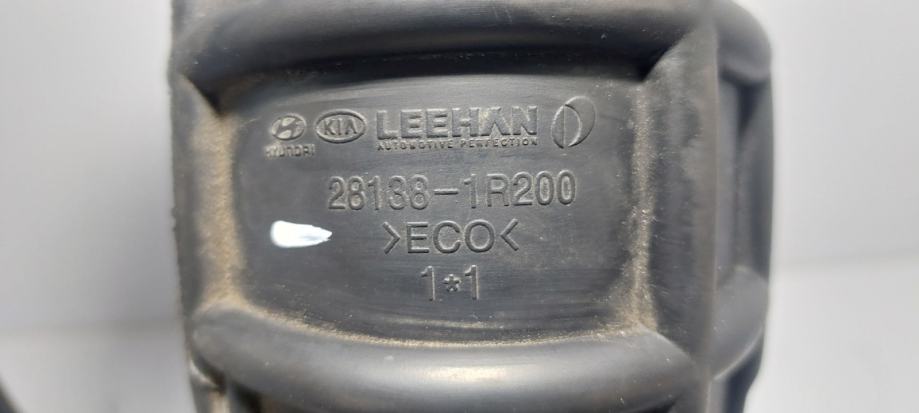 HYUNDAI KIA LEEHAN
AUTOMOTIVE PERFECTION
28138-1R200
>ECO<
1*1